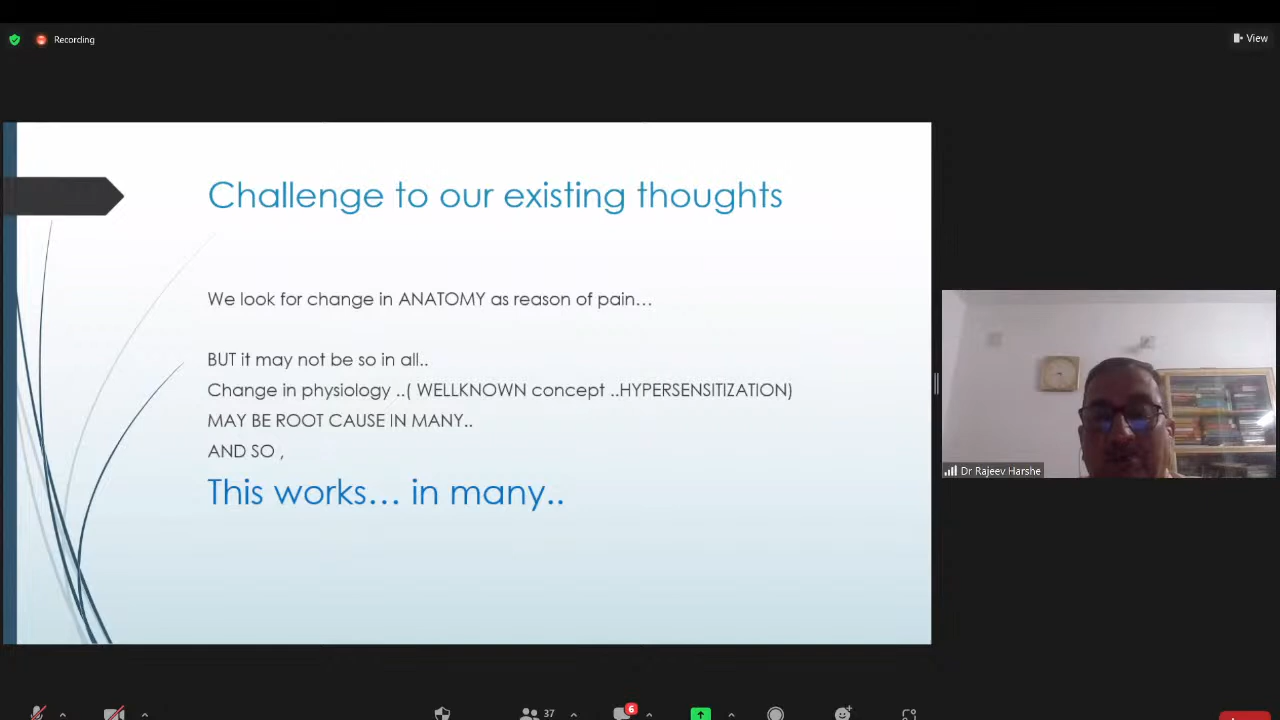 Recording
View
Challenge to our existing thoughts
We look for change in ANATOMY as reason of pain...
BUT it may not be so in all..
Change in physiology ..( WELLKNOWN concept ..HYPERSENSITIZATION)
MAY BE ROOT CAUSE IN MANY..
AND SO ,
This works... in many..
Dr Rajeev Harshe
37
6